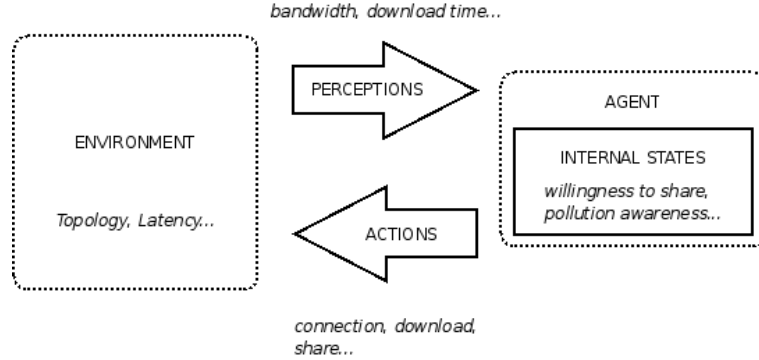 bandwidth, download time...
PERCEPTIONS
AGENT
ENVIRONMENT
INTERNAL STATES
willingness to share,
pollution awareness...
Topology, Latency...
ACTIONS
connection, download,
share...